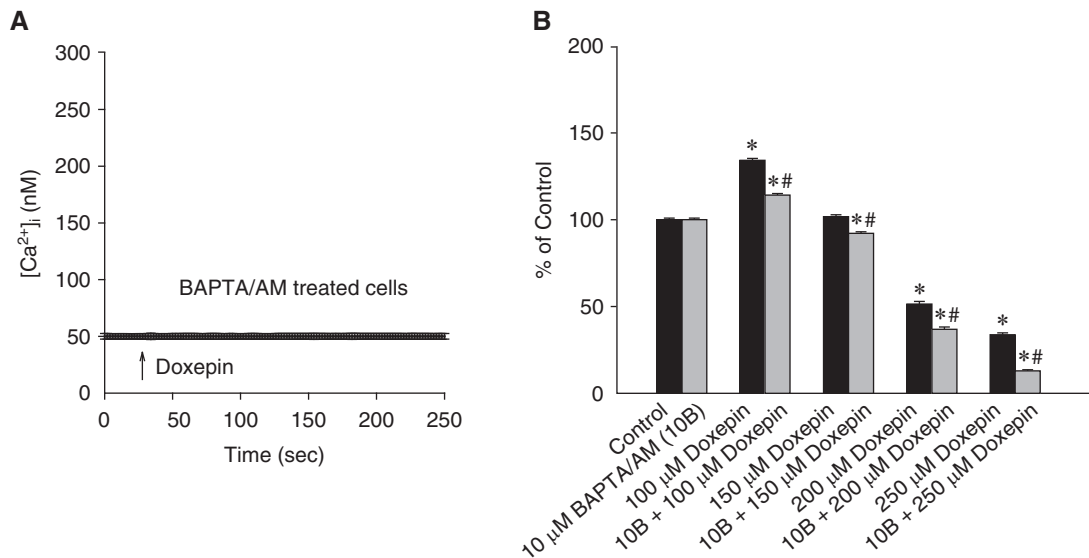 A
300
250
200
150
100
50
0
[Ca2+]i (nM)
BAPTA/AM treated cells
Doxepin
0 50 100 150 200 250
Time (sec)
B
200
150
100
50
0
% of Control
*
*#
*#
*
*#
*
*#
Control
10 μM BAPTA/AM (10B)
100 μM Doxepin
10B + 100 μM Doxepin
150 μM Doxepin
10B + 150 μM Doxepin
200 μM Doxepin
10B + 200 μM Doxepin
250 μM Doxepin
10B + 250 μM Doxepin